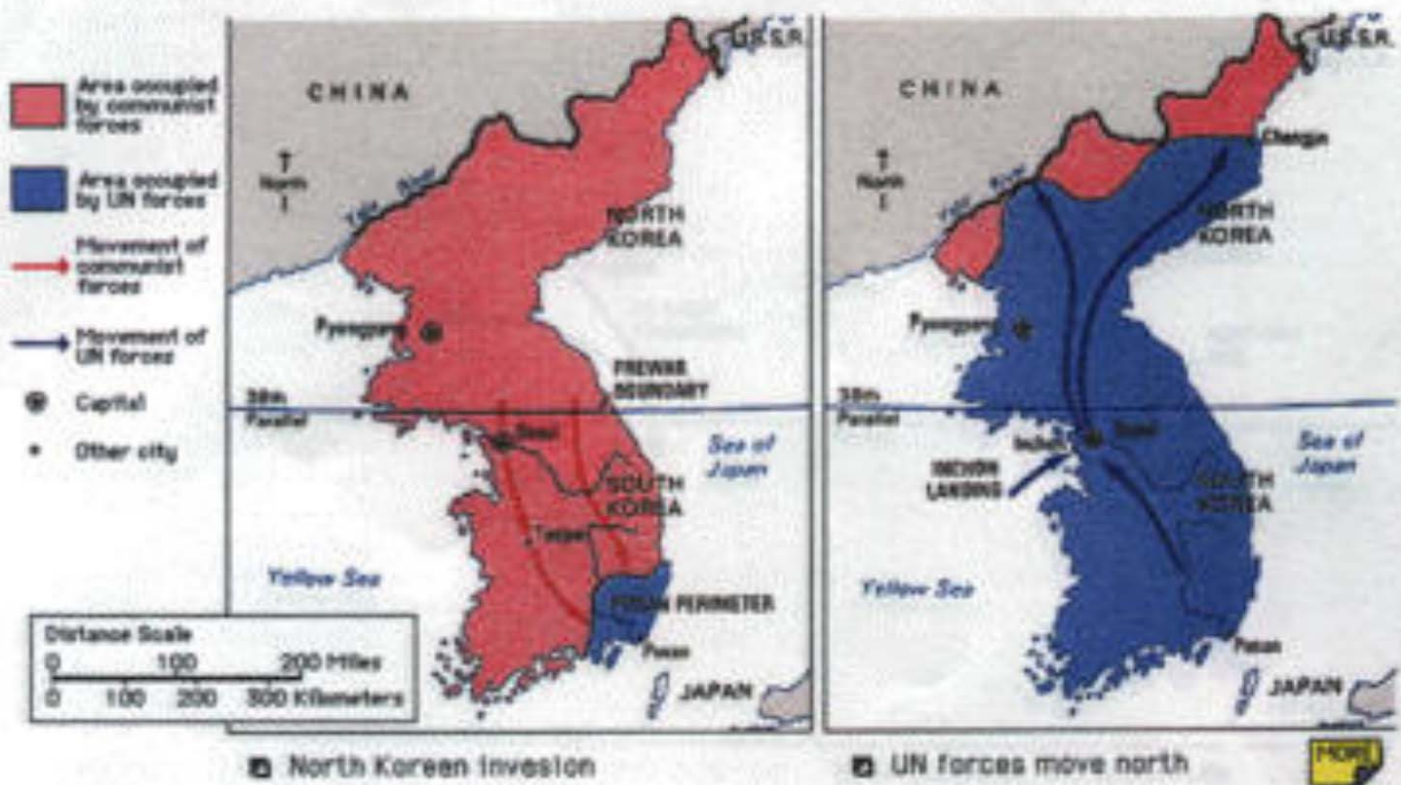 Area occupied
by communist
forces
Area occupied
by UN forces
Movement of
communist
forces
Movement of
UN forces
Capital
Other city
Distance Scale
0 100 200 Miles
0 100 200 300 Kilometers
CHINA
U.S.S.R.
North
Yalu River
NORTH
KOREA
Pyongyang
PREWAR
BOUNDARY
38th
Parallel
Seoul
Sea of
Japan
SOUTH
KOREA
Yellow Sea
PUSAN PERIMETER
Pusan
JAPAN
North Korean invasion
CHINA
U.S.S.R.
Chongjin
North
Yalu River
NORTH
KOREA
Pyongyang
38th
Parallel
Inchon
Seoul
INCHON
LANDING
Sea of
Japan
SOUTH
KOREA
Yellow Sea
Pusan
JAPAN
UN forces move north
MORE